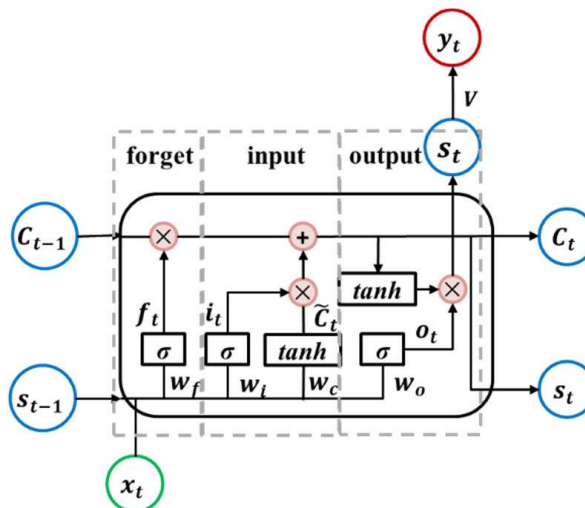 y_t
V
forget input output s_t
C_{t-1} × + C_t
tanh ×
×
f_t i_t C̃_t o_t
σ σ tanh σ
s_{t-1} w_f w_i w_c w_o s_t
x_t